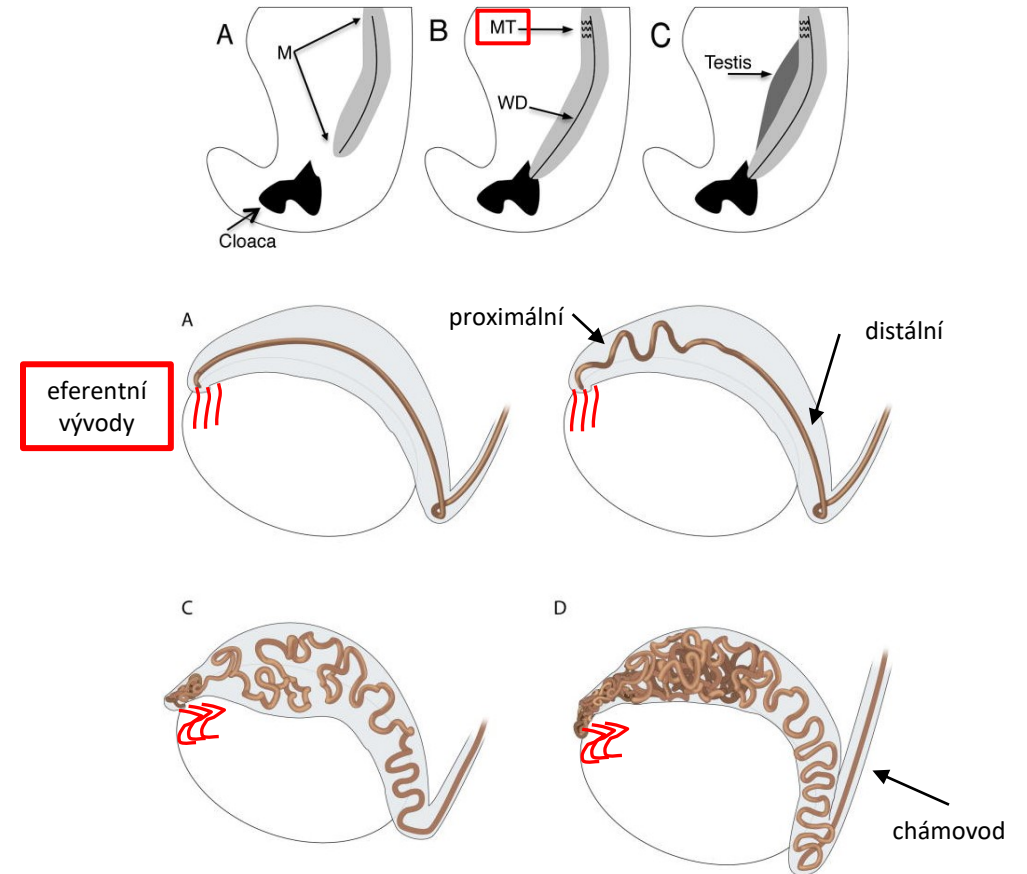 A
M
Cloaca
B
MT
WD
C
Testis
A
eferentní
vývody
proximální
distální
C
D
chámovod